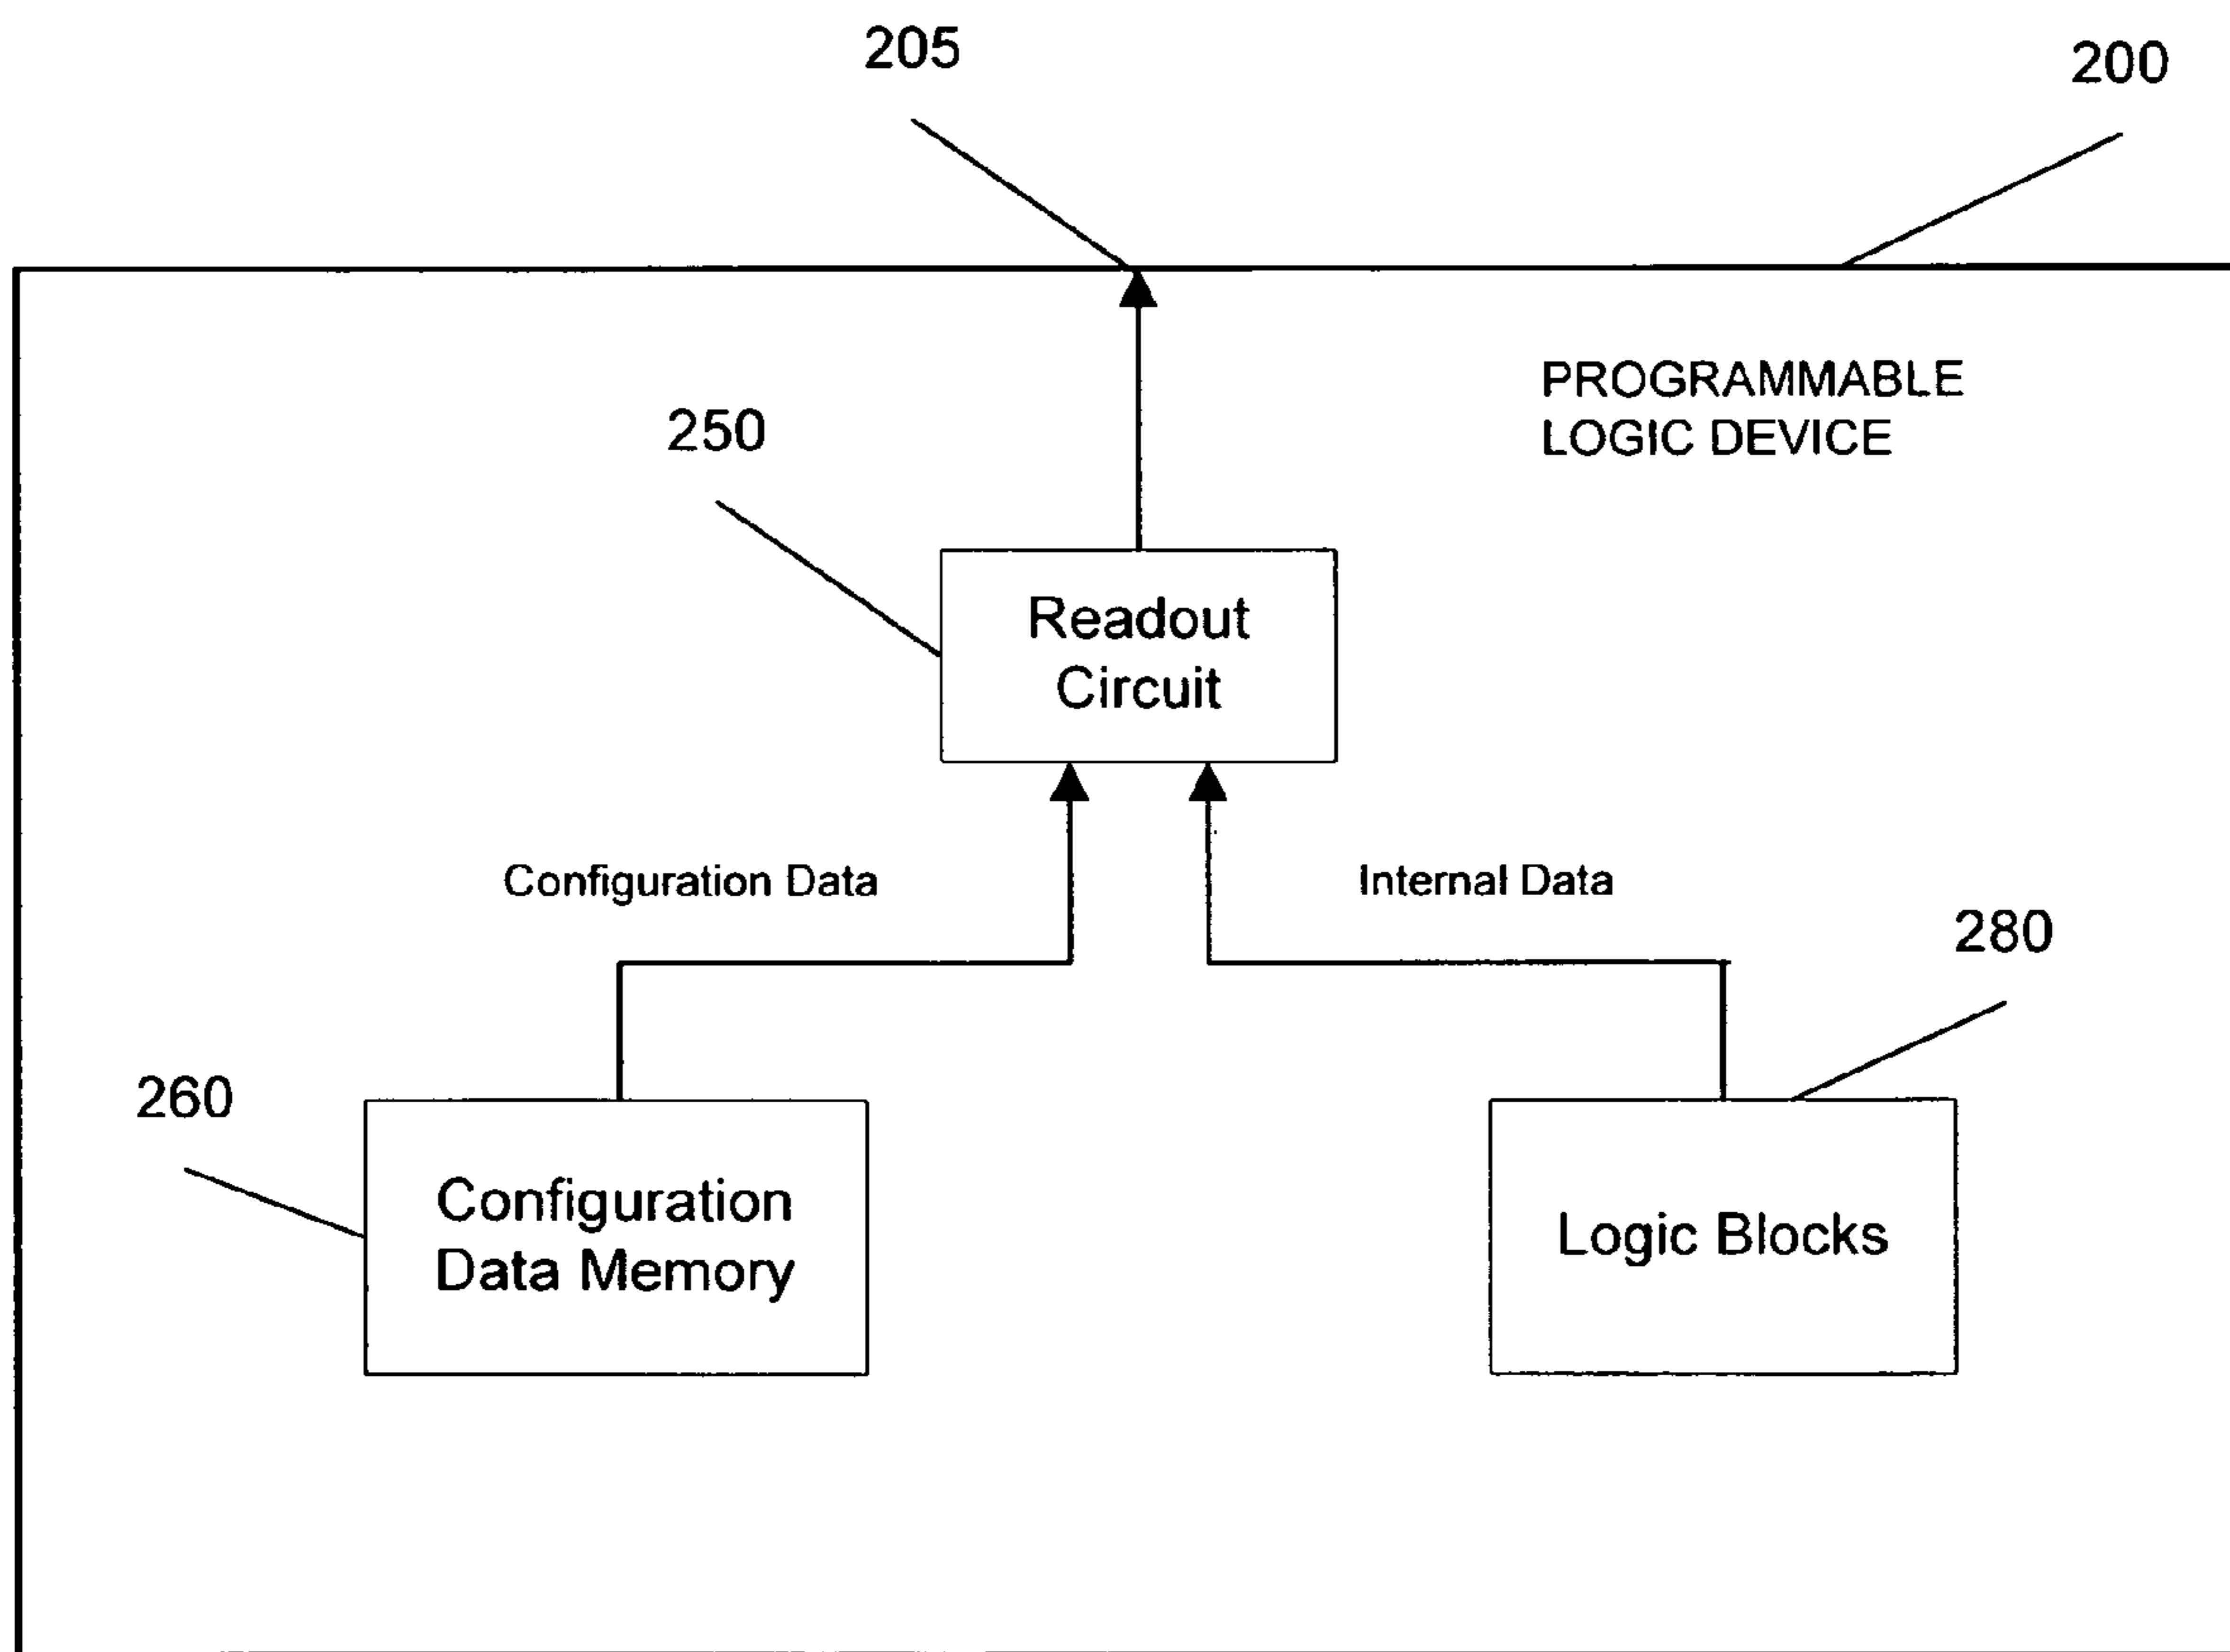 205
200
PROGRAMMABLE
LOGIC DEVICE
250
Readout
Circuit
Configuration Data
Internal Data
280
260
Configuration
Data Memory
Logic Blocks